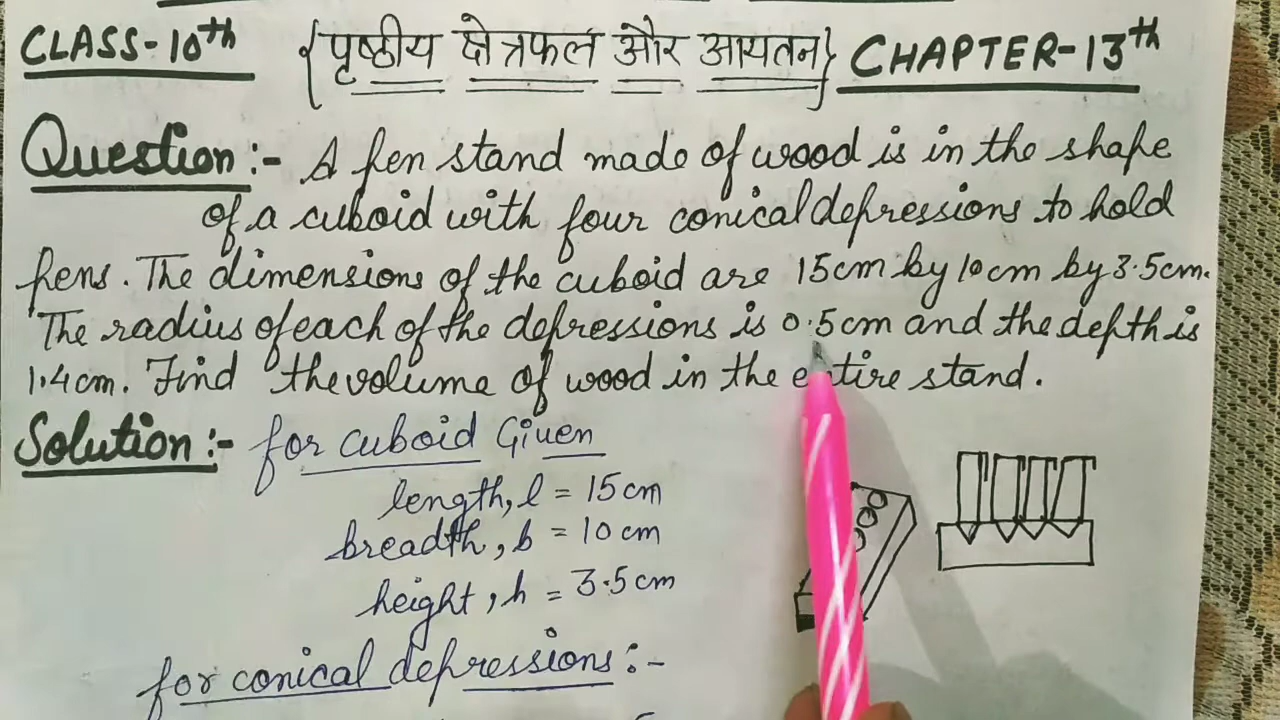 CLASS-10th {पृष्ठीय क्षेत्रफल और आयतन} CHAPTER-13th
Question:- A pen stand made of wood is in the shape
of a cuboid with four conical depressions to hold
pens. The dimensions of the cuboid are 15cm by 10cm by 3.5cm.
The radius of each of the depressions is 0.5cm and the depth is
1.4cm. Find the volume of wood in the entire stand.
Solution:- for cuboid Given
length, l = 15cm
breadth, b = 10cm
height, h = 3.5cm
for conical depressions:-